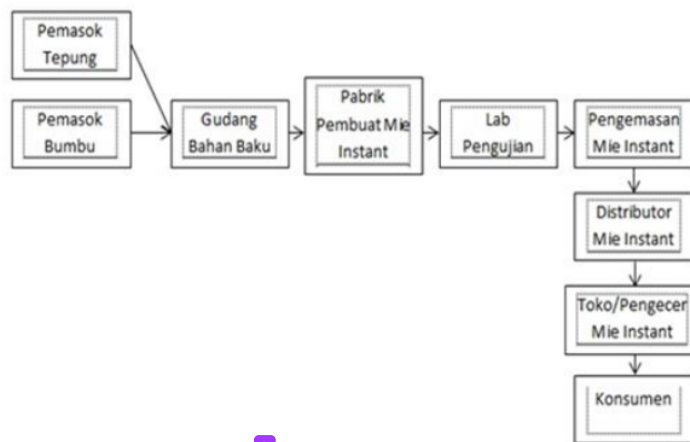 Pemasok
Tepung
Pemasok
Bumbu
Gudang
Bahan Baku
Pabrik
Pembuat Mie
Instant
Lab
Pengujian
Pengemasan
Mie Instant
Distributor
Mie Instant
Toko/Pengecer
Mie Instant
Konsumen